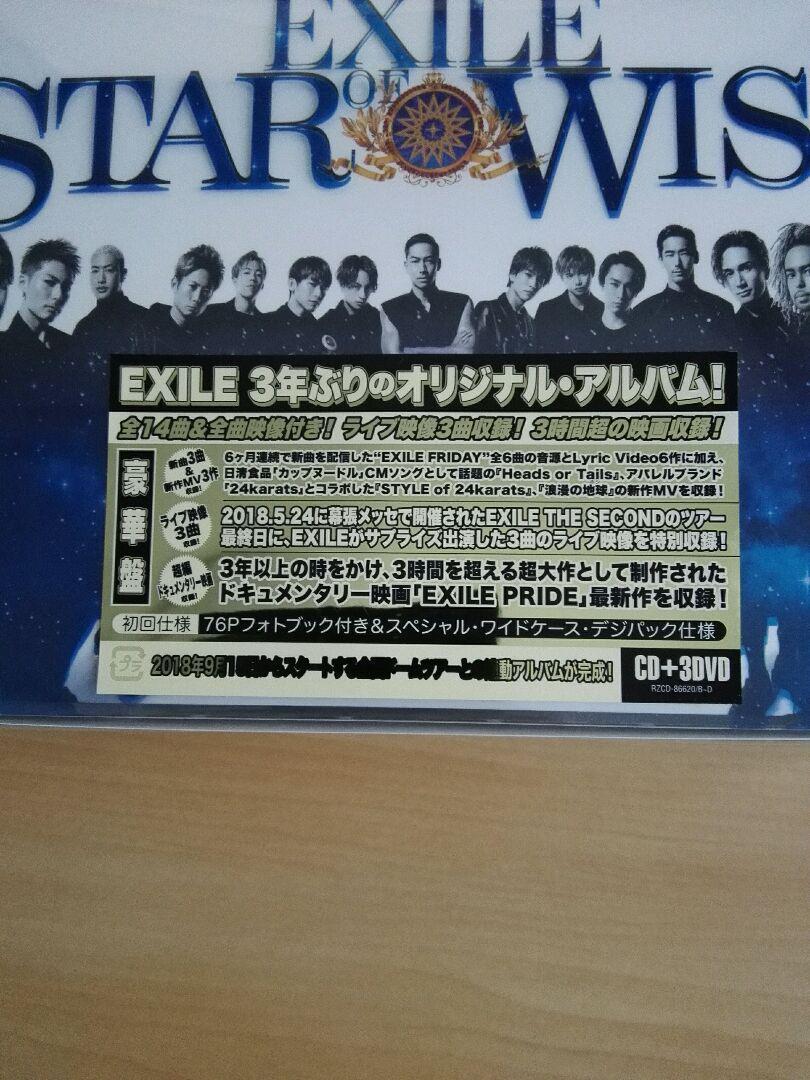 EXILE
STAR OF WIS
EXILE 3年ぶりのオリジナル・アルバム!
全14曲&全曲映像付き! ライブ映像3曲収録! 3時間超の映画収録!
豪華盤
新曲3曲
&
新作MV3作
収録!
6ヶ月連続で新曲を配信した“EXILE FRIDAY”全6曲の音源とLyric Video6作に加え、
日清食品「カップヌードル」CMソングとして話題の『Heads or Tails』、アパレルブランド
「24karats」とコラボした『STYLE of 24karats』、『浪漫の地球』の新作MVを収録!
ライブ映像
3曲
収録!
2018.5.24に幕張メッセで開催されたEXILE THE SECONDのツアー
最終日に、EXILEがサプライズ出演した3曲のライブ映像を特別収録!
超編
ドキュメンタリー映画
収録!
3年以上の時をかけ、3時間を超える超大作として制作された
ドキュメンタリー映画「EXILE PRIDE」最新作を収録!
初回仕様 76Pフォトブック付き&スペシャル・ワイドケース・デジパック仕様
プラ
2018年9月1 からスタートする ドームツアーとの 動アルバムが完成!
CD+3DVD
RZCD-86620/B~D